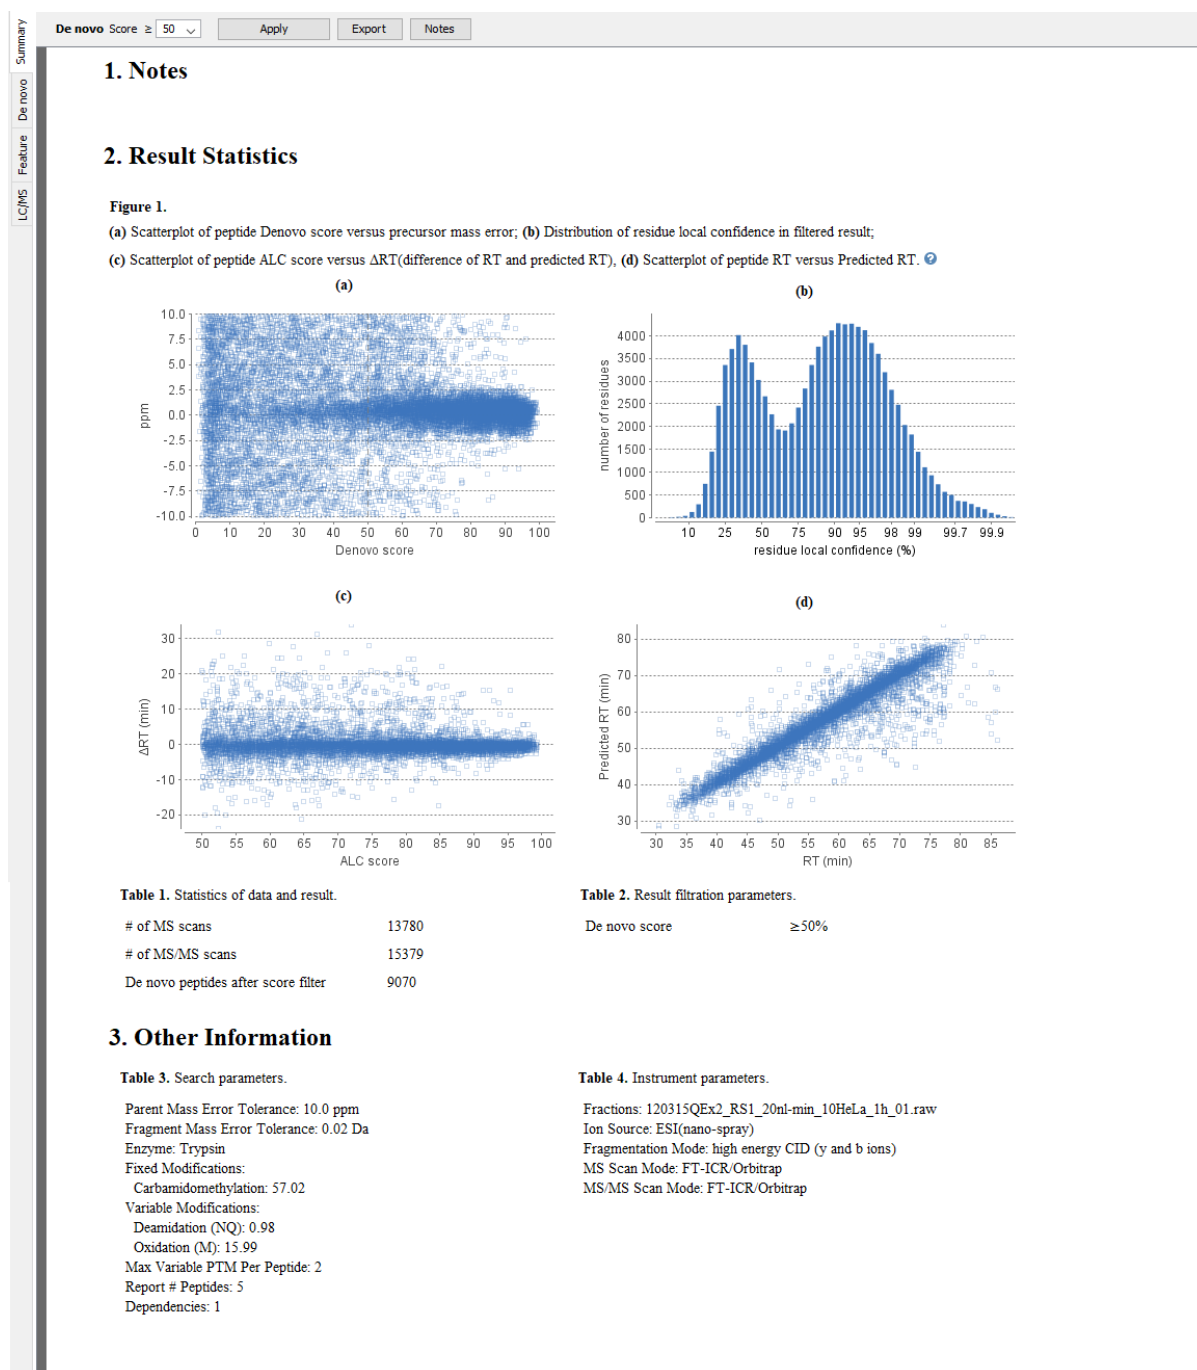 De novo Score ≥ 50 Apply Export Notes
Summary
De novo
Feature
LC/MS
1. Notes
2. Result Statistics
Figure 1.
(a) Scatterplot of peptide Denovo score versus precursor mass error; (b) Distribution of residue local confidence in filtered result;
(c) Scatterplot of peptide ALC score versus ΔRT(difference of RT and predicted RT), (d) Scatterplot of peptide RT versus Predicted RT. ?
(a)
10.0
7.5
5.0
2.5
0.0
-2.5
-5.0
-7.5
-10.0
ppm
0 10 20 30 40 50 60 70 80 90 100
Denovo score
(b)
4000
3500
3000
2500
2000
1500
1000
500
0
number of residues
10 25 50 75 90 95 98 99 99.7 99.9
residue local confidence (%)
(c)
30
20
10
0
-10
-20
ΔRT (min)
50 55 60 65 70 75 80 85 90 95 100
ALC score
(d)
80
70
60
50
40
30
Predicted RT (min)
30 35 40 45 50 55 60 65 70 75 80 85
RT (min)
Table 1. Statistics of data and result.
# of MS scans 13780
# of MS/MS scans 15379
De novo peptides after score filter 9070
Table 2. Result filtration parameters.
De novo score ≥50%
3. Other Information
Table 3. Search parameters.
Parent Mass Error Tolerance: 10.0 ppm
Fragment Mass Error Tolerance: 0.02 Da
Enzyme: Trypsin
Fixed Modifications:
Carbamidomethylation: 57.02
Variable Modifications:
Deamidation (NQ): 0.98
Oxidation (M): 15.99
Max Variable PTM Per Peptide: 2
Report # Peptides: 5
Dependencies: 1
Table 4. Instrument parameters.
Fractions: 120315QEx2_RS1_20nl-min_10HeLa_1h_01.raw
Ion Source: ESI(nano-spray)
Fragmentation Mode: high energy CID (y and b ions)
MS Scan Mode: FT-ICR/Orbitrap
MS/MS Scan Mode: FT-ICR/Orbitrap